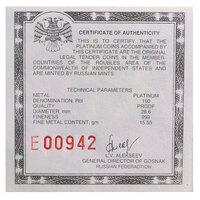 CERTIFICATE OF AUTHENTICITY
THIS IS TO CERTIFY THAT THE
PLATINUM COINS ACCOMPANIED BY
THIS CERTIFICATE ARE THE ORIGINAL
LEGAL TENDER COINS IN THE MEMBER-
COUNTRIES OF THE ROUBLES AREA OF THE
COMMONWEALTH OF INDEPENDENT STATES AND
ARE MINTED BY RUSSIAN MINTS.
TECHNICAL PARAMETERS
METAL PLATINUM
DENOMINATION, RBl 150
QUALITY PROOF
DIAMETER, mm 28.6
FINENESS 999
FINE METAL CONTENT, gm 15.55
E 00942
L.V. ALEKSEEV
GENERAL DIRECTOR OF GOSNAK
RUSSIAN FEDERADTION